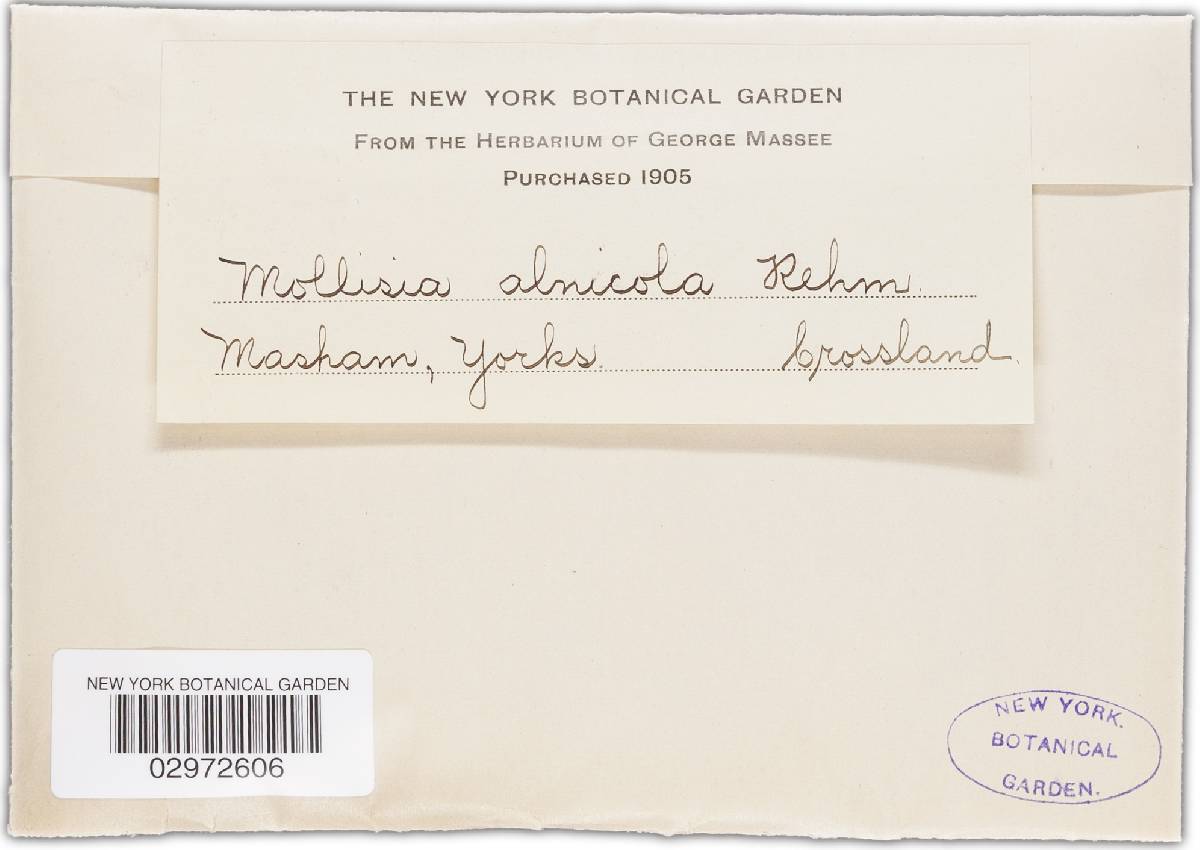 THE NEW YORK BOTANICAL GARDEN
FROM THE HERBARIUM OF GEORGE MASSEE
PURCHASED 1905
Mollisia alnicola Rehm.
Masham, Yorks. Crossland.
NEW YORK BOTANICAL GARDEN
02972606
NEW YORK.
BOTANICAL
GARDEN.